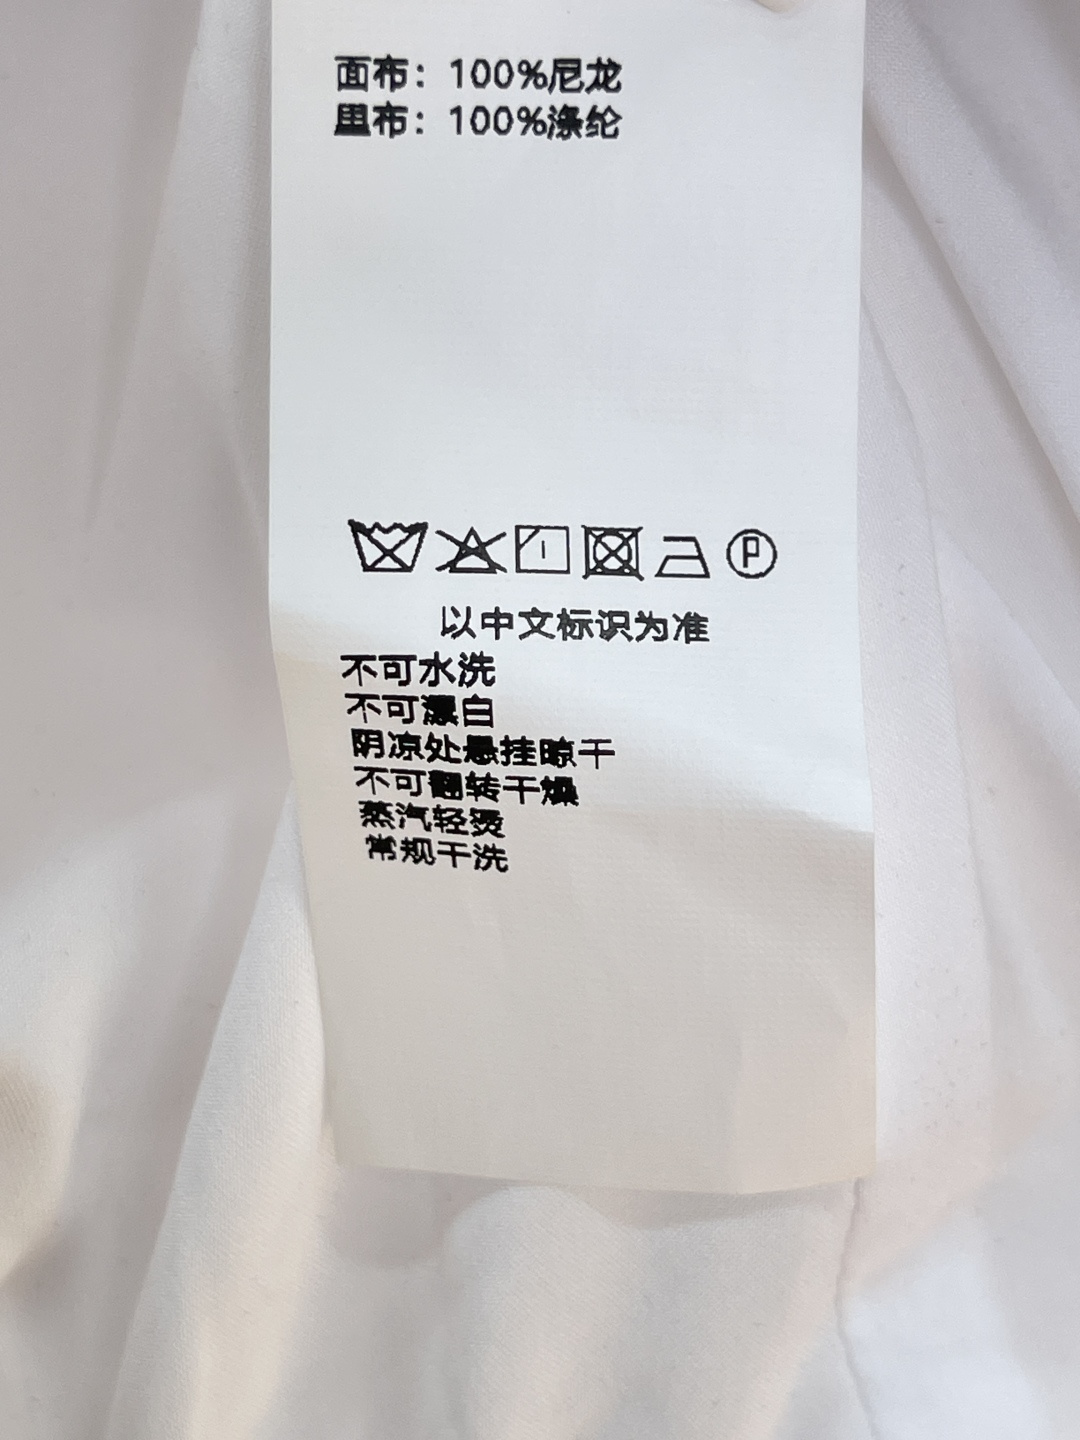 面布：100%尼龙
里布：100%涤纶
P
以中文标识为准
不可水洗
不可漂白
阴凉处悬挂晾干
不可翻转干燥
蒸汽轻烫
常规干洗